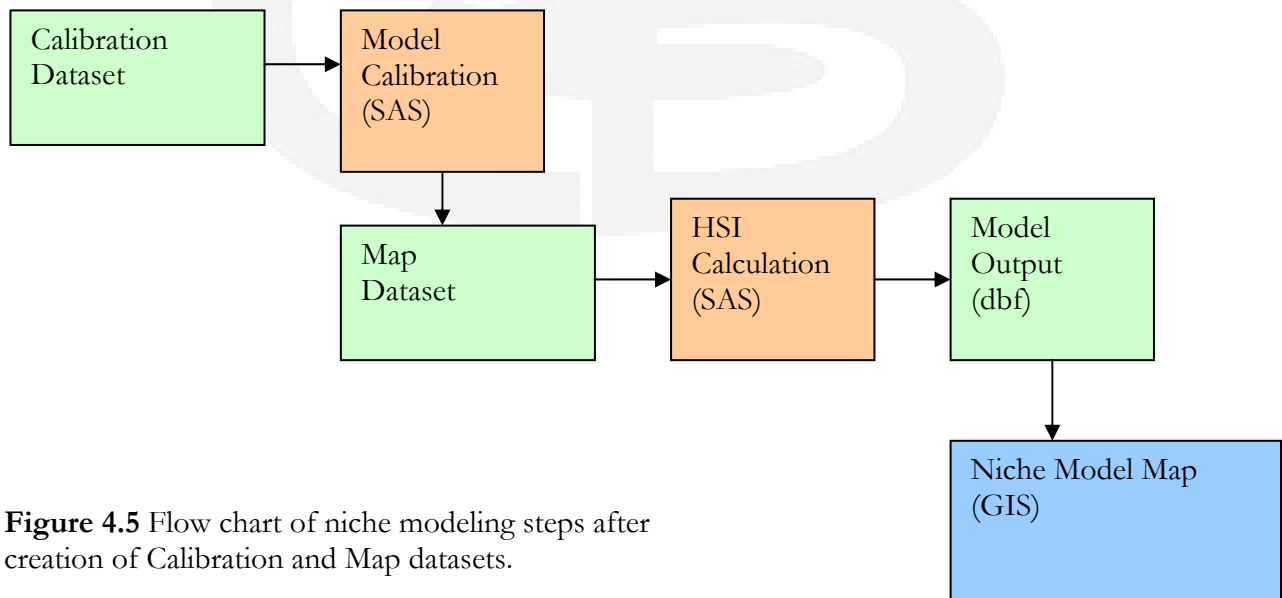 Calibration
Dataset
Model
Calibration
(SAS)
Map
Dataset
HSI
Calculation
(SAS)
Model
Output
(dbf)
Niche Model Map
(GIS)
Figure 4.5 Flow chart of niche modeling steps after
creation of Calibration and Map datasets.